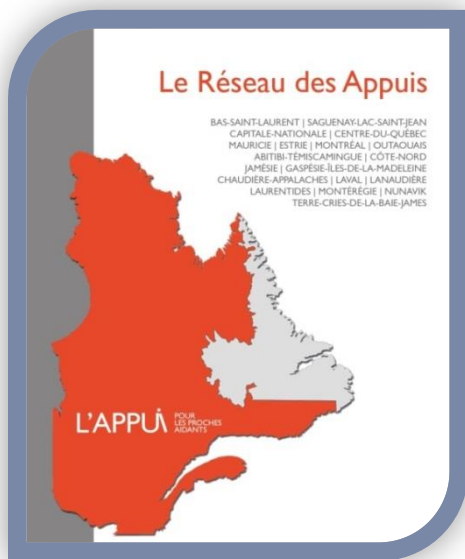 Le Réseau des Appuis
BAS-SAINT-LAURENT | SAGUENAY-LAC-SAINT-JEAN
CAPITALE-NATIONALE | CENTRE-DU-QUÉBEC
MAURICIE | ESTRIE | MONTRÉAL | OUTAOUAIS
ABITIBI-TÉMISCAMINGUE | CÔTE-NORD
JAMÉSIE | GASPÉSIE-ÎLES-DE-LA-MADELEINE
CHAUDIÈRE-APPALACHES | LAVAL | LANAUDIÈRE
LAURENTIDES | MONTÉRÉGIE | NUNAVIK
TERRE-CRIES-DE-LA-BAIE-JAMES
L'APPUI POUR
LES PROCHES
AIDANTS